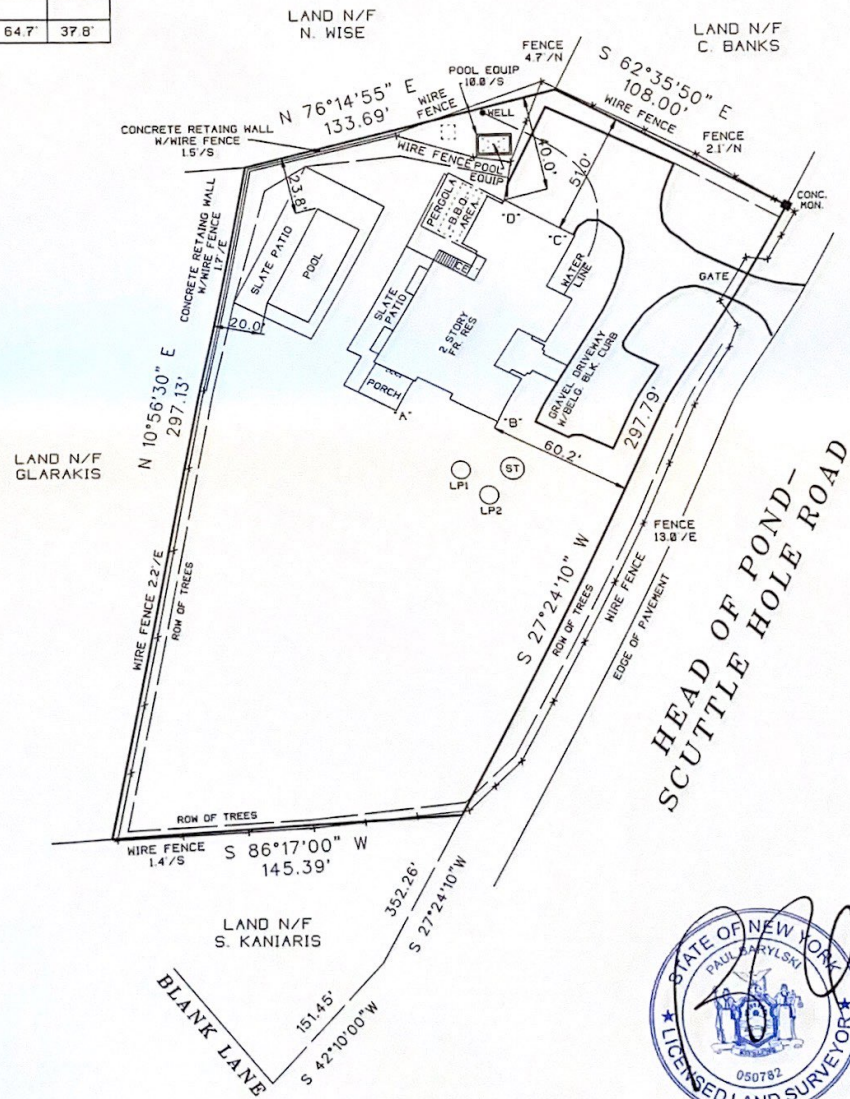 64.7' 37.8'
LAND N/F
N. WISE
LAND N/F
C. BANKS
FENCE
4.7'/N
S 62°35'50" E
108.00'
WIRE FENCE
FENCE
2.1'/N
POOL EQUIP
10.0'/S
N 76°14'55" E
133.69'
WIRE
FENCE
WELL
CONCRETE RETAING WALL
W/WIRE FENCE
1.5'/S
WIRE FENCE
POOL
EQUIP
40.0'
51.0'
CONC.
MON.
23.8'
CONCRETE RETAING WALL
W/WIRE FENCE
1.7'/E
SLATE PATIO
POOL
PERGOLA
B.B.Q.
AREA
"D"
"C"
CE
WATER
LINE
GATE
20.0'
SLATE
PATIO
2 STORY
FR. RES
GRAVEL DRIVEWAY
W/BELG. BLK. CURB
PORCH
"A"
"B"
N 10°56'30" E
297.13'
297.79'
60.2'
LAND N/F
GLARAKIS
LP1
ST
LP2
HEAD OF POND-
SCUTTLE HOLE ROAD
FENCE
13.0'/E
S 27°24'10" W
WIRE FENCE
ROW OF TREES
EDGE OF PAVEMENT
WIRE FENCE 2.2'/E
ROW OF TREES
ROW OF TREES
WIRE FENCE
1.4'/S
S 86°17'00" W
145.39'
352.26'
S 27°24'10"W
LAND N/F
S. KANIARIS
BLANK LANE
151.45'
S 42°10'00"W
STATE OF NEW YORK
PAUL BARYLSKI
050782
LICENSED LAND SURVEYOR